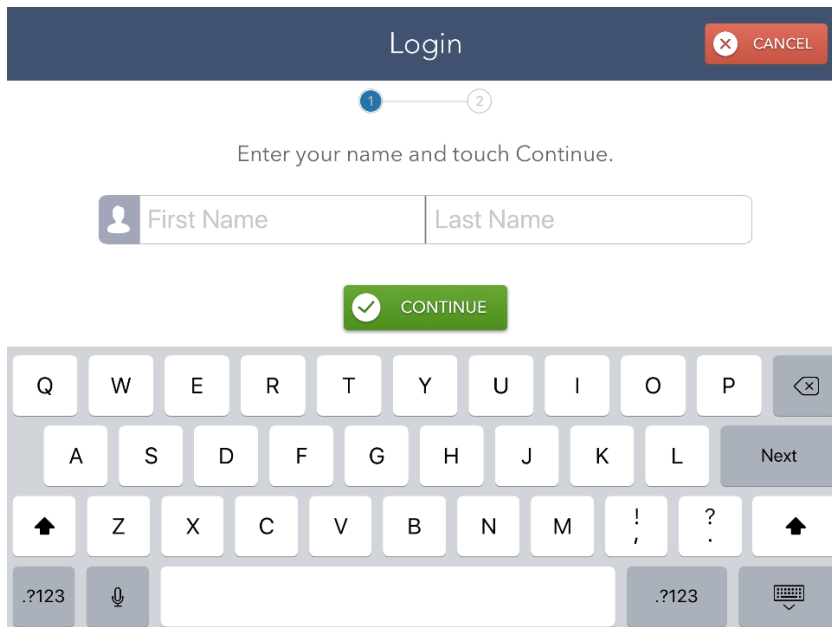 Login
CANCEL
1 2
Enter your name and touch Continue.
First Name Last Name
CONTINUE
Q W E R T Y U I O P
A S D F G H J K L Next
Z X C V B N M ! , ? .
.?123 .?123